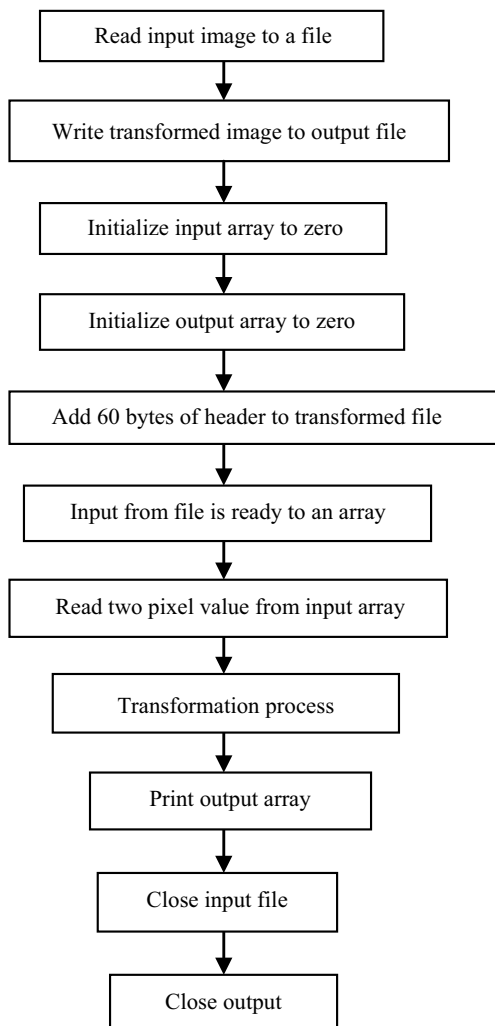 Read input image to a file
Write transformed image to output file
Initialize input array to zero
Initialize output array to zero
Add 60 bytes of header to transformed file
Input from file is ready to an array
Read two pixel value from input array
Transformation process
Print output array
Close input file
Close output